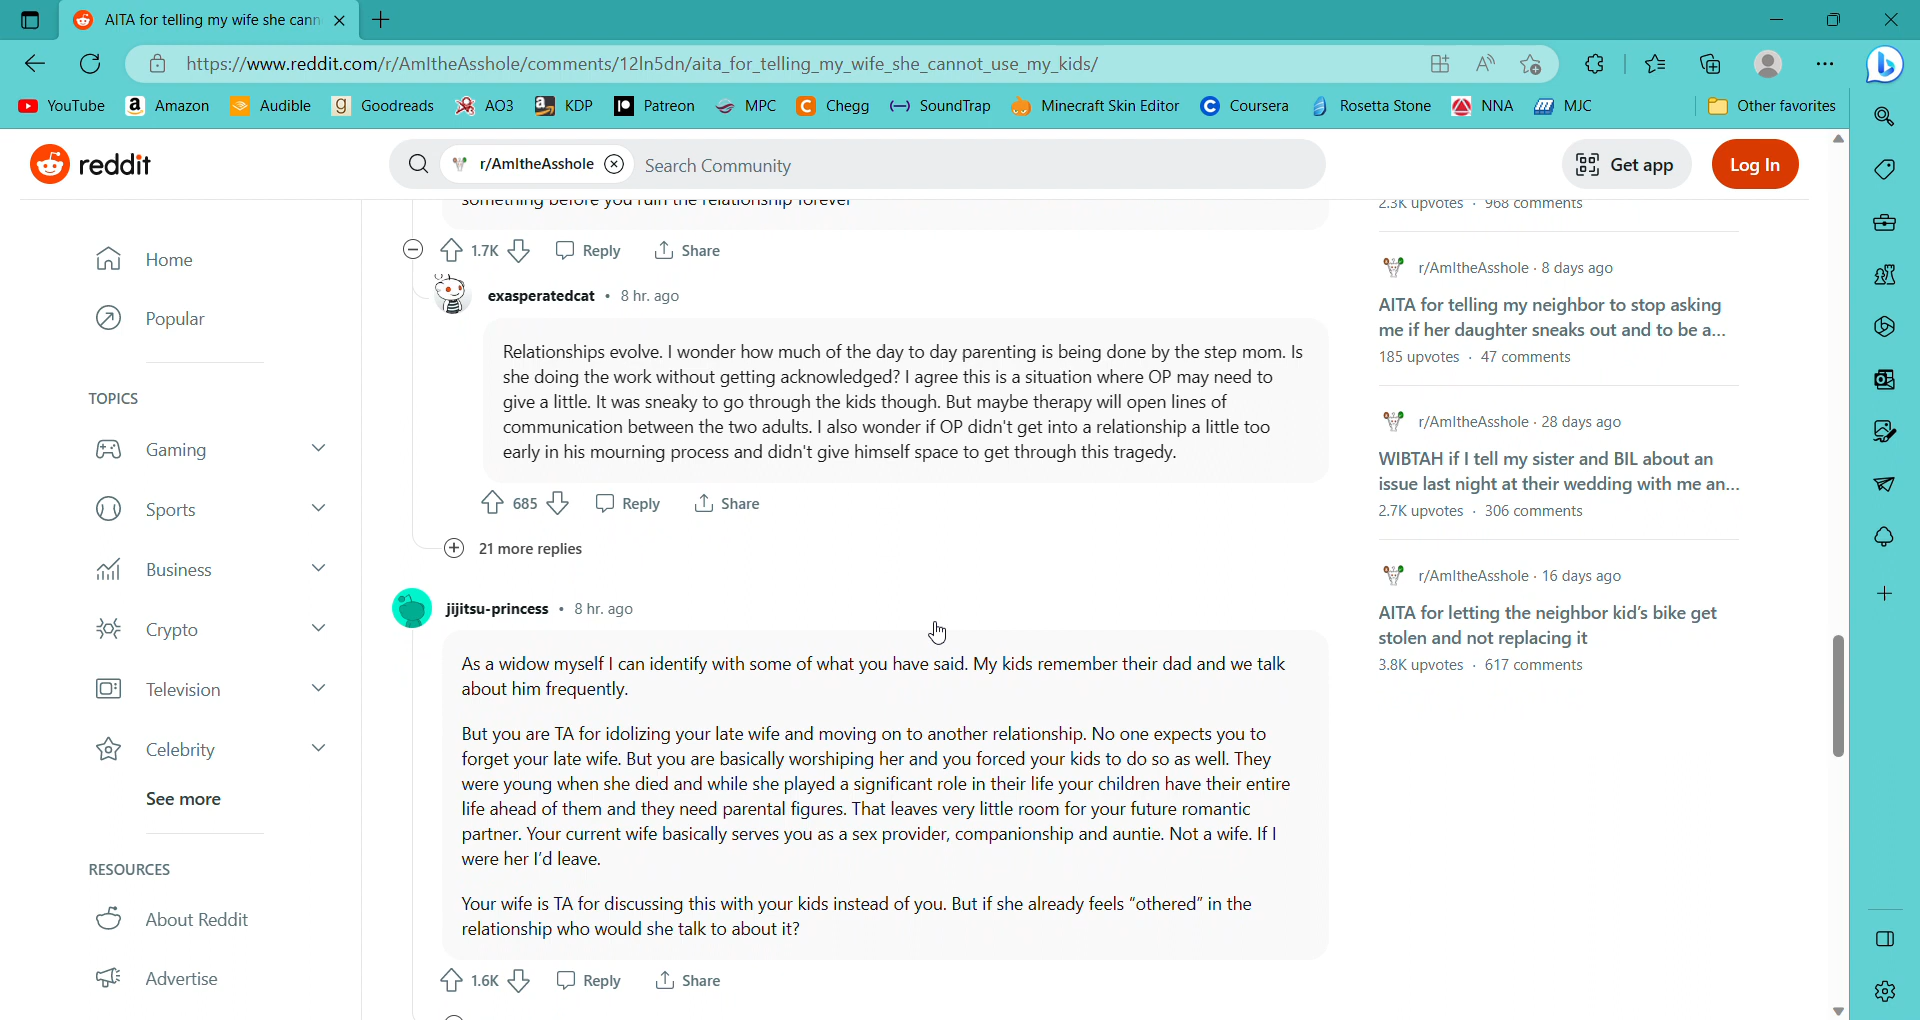 AITA for telling my wife she cann
https://www.reddit.com/r/AmItheAsshole/comments/12ln5dn/aita_for_telling_my_wife_she_cannot_use_my_kids/
YouTube Amazon Audible Goodreads AO3 KDP Patreon MPC Chegg SoundTrap Minecraft Skin Editor Coursera Rosetta Stone NNA MJC Other favorites
reddit r/AmItheAsshole Search Community Get app Log In
Home
Popular
TOPICS
Gaming
Sports
Business
Crypto
Television
Celebrity
See more
RESOURCES
About Reddit
Advertise
something before you ruin the relationship forever
1.7K Reply Share
exasperatedcat • 8 hr. ago
Relationships evolve. I wonder how much of the day to day parenting is being done by the step mom. Is
she doing the work without getting acknowledged? I agree this is a situation where OP may need to
give a little. It was sneaky to go through the kids though. But maybe therapy will open lines of
communication between the two adults. I also wonder if OP didn't get into a relationship a little too
early in his mourning process and didn't give himself space to get through this tragedy.
685 Reply Share
21 more replies
jijitsu-princess • 8 hr. ago
As a widow myself I can identify with some of what you have said. My kids remember their dad and we talk
about him frequently.
But you are TA for idolizing your late wife and moving on to another relationship. No one expects you to
forget your late wife. But you are basically worshiping her and you forced your kids to do so as well. They
were young when she died and while she played a significant role in their life your children have their entire
life ahead of them and they need parental figures. That leaves very little room for your future romantic
partner. Your current wife basically serves you as a sex provider, companionship and auntie. Not a wife. If I
were her I'd leave.
Your wife is TA for discussing this with your kids instead of you. But if she already feels “othered” in the
relationship who would she talk to about it?
1.6K Reply Share
2.3K upvotes · 968 comments
r/AmItheAsshole · 8 days ago
AITA for telling my neighbor to stop asking
me if her daughter sneaks out and to be a...
185 upvotes · 47 comments
r/AmItheAsshole · 28 days ago
WIBTAH if I tell my sister and BIL about an
issue last night at their wedding with me an...
2.7K upvotes · 306 comments
r/AmItheAsshole · 16 days ago
AITA for letting the neighbor kid's bike get
stolen and not replacing it
3.8K upvotes · 617 comments